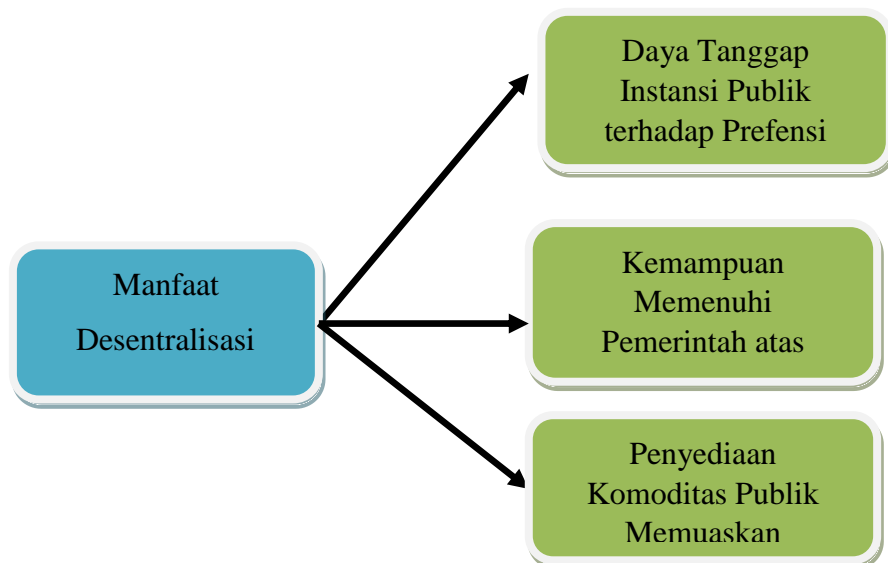 Manfaat
Desentralisasi
Daya Tanggap
Instansi Publik
terhadap Prefensi
Kemampuan
Memenuhi
Pemerintah atas
Penyediaan
Komoditas Publik
Memuaskan